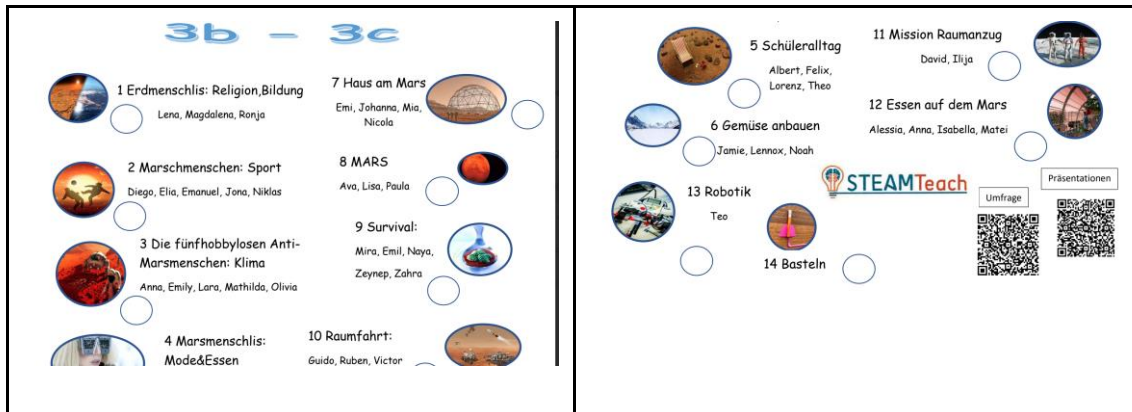 3b – 3c
1 Erdmenschlis: Religion,Bildung
Lena, Magdalena, Ronja
2 Marschmenschen: Sport
Diego, Elia, Emanuel, Jona, Niklas
3 Die fünfhobbylosen Anti-
Marsmenschen: Klima
Anna, Emily, Lara, Mathilda, Olivia
4 Marsmenschlis:
Mode&Essen
7 Haus am Mars
Emi, Johanna, Mia,
Nicola
8 MARS
Ava, Lisa, Paula
9 Survival:
Mira, Emil, Naya,
Zeynep, Zahra
10 Raumfahrt:
Guido, Ruben, Victor
5 Schüleralltag
Albert, Felix,
Lorenz, Theo
6 Gemüse anbauen
Jamie, Lennox, Noah
13 Robotik
Teo
14 Basteln
11 Mission Raumanzug
David, Ilija
12 Essen auf dem Mars
Alessia, Anna, Isabella, Matei
STEAMTeach
Umfrage
Präsentationen